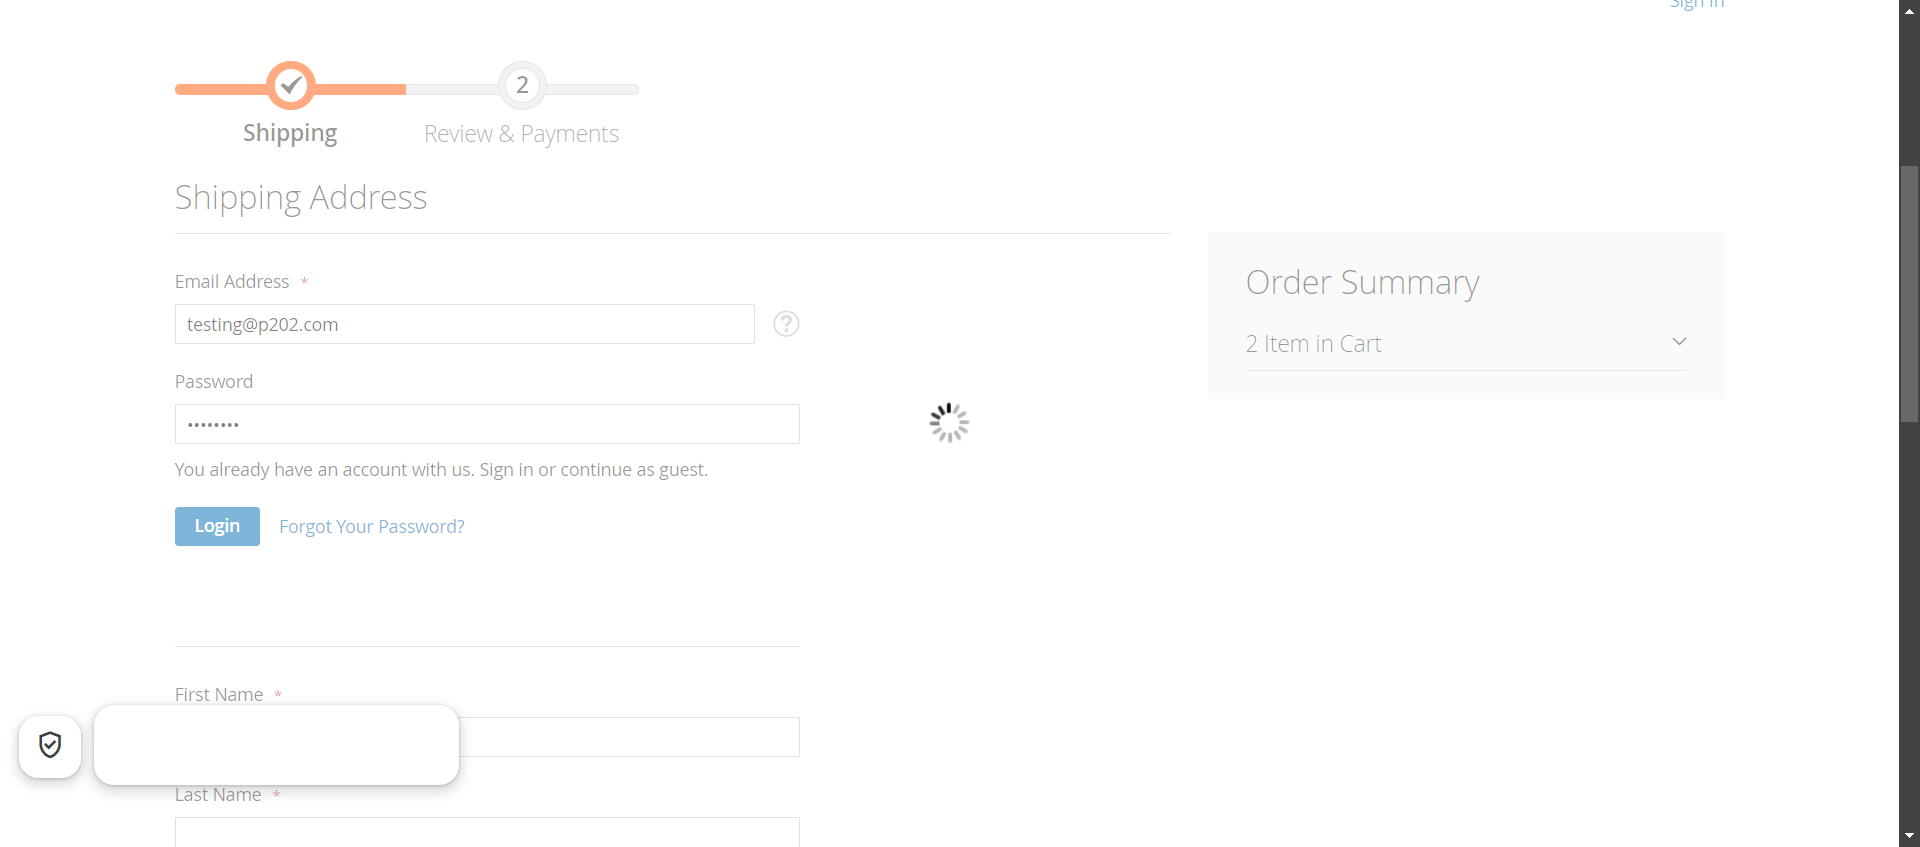 Sign In
2
Shipping
Review & Payments
Shipping Address
Email Address *
testing@p202.com
?
Password
••••••••
You already have an account with us. Sign in or continue as guest.
Login
Forgot Your Password?
First Name *
Last Name *
Order Summary
2 Item in Cart